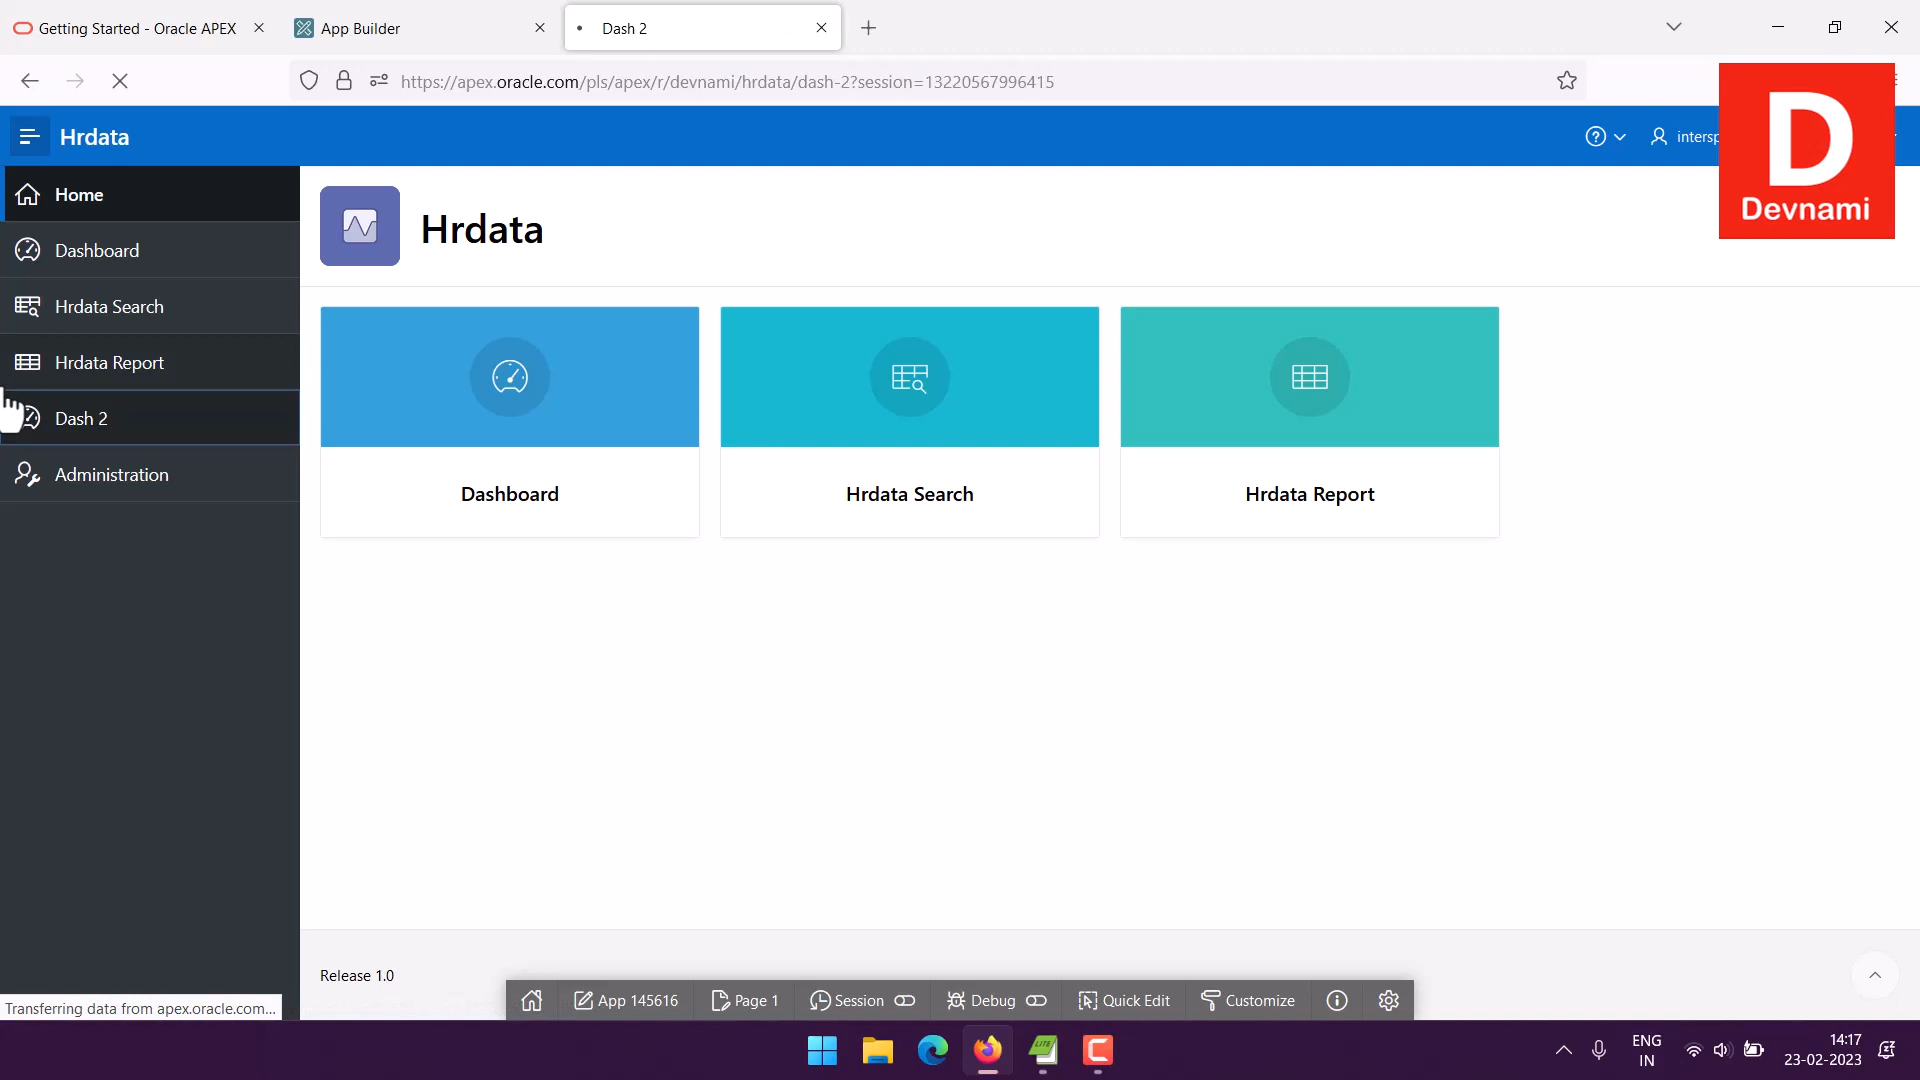 Getting Started - Oracle APEX
App Builder
Dash 2
https://apex.oracle.com/pls/apex/r/devnami/hrdata/dash-2?session=13220567996415
Hrdata
intersp
D
Devnami
Home
Dashboard
Hrdata Search
Hrdata Report
Dash 2
Administration
Hrdata
Dashboard
Hrdata Search
Hrdata Report
Release 1.0
App 145616
Page 1
Session
Debug
Quick Edit
Customize
Transferring data from apex.oracle.com...
LITE
ENG
IN
14:17
23-02-2023